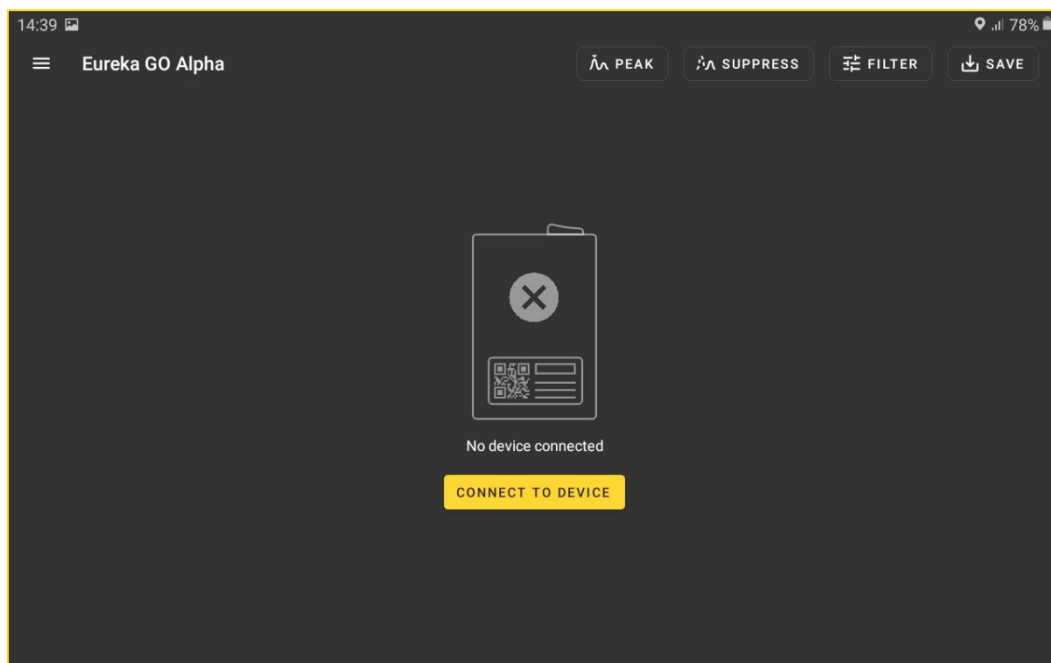 14:39 78%
Eureka GO Alpha PEAK SUPPRESS FILTER SAVE
No device connected
CONNECT TO DEVICE